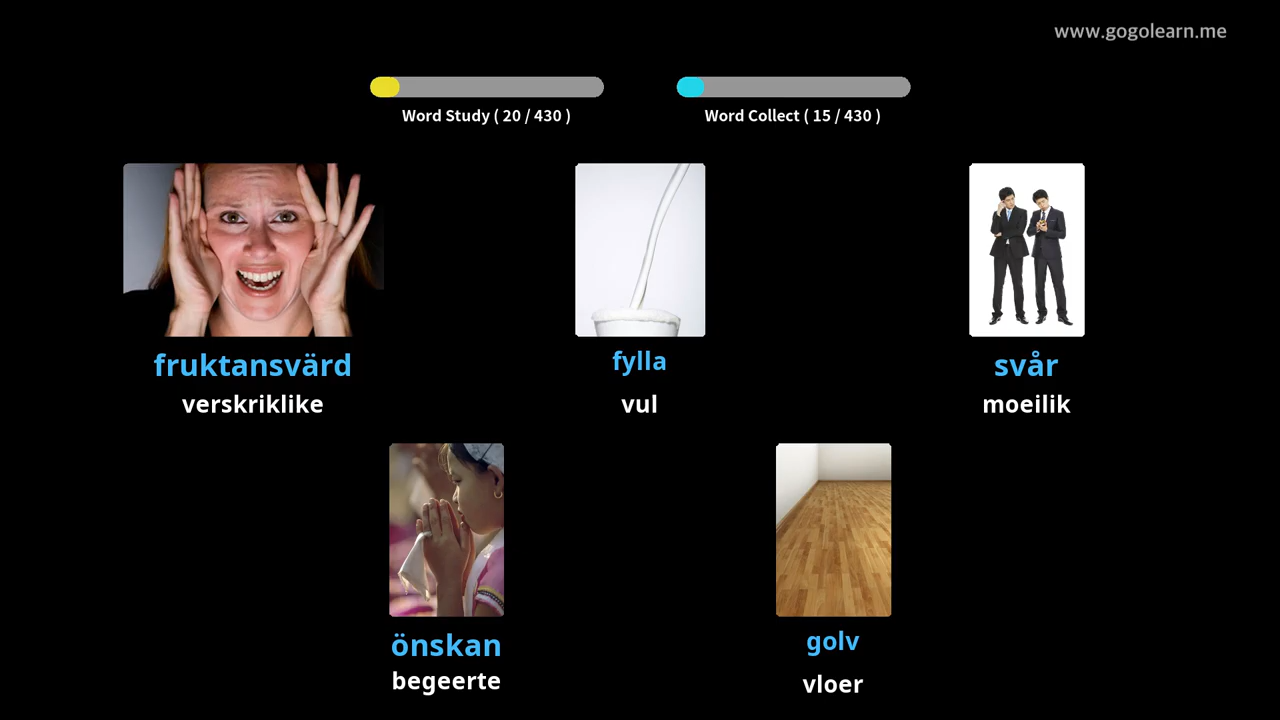 www.gogolearn.me
Word Study ( 20 / 430 )
Word Collect ( 15 / 430 )
fruktansvärd
verskriklike
fylla
vul
svår
moeilik
önskan
begeerte
golv
vloer